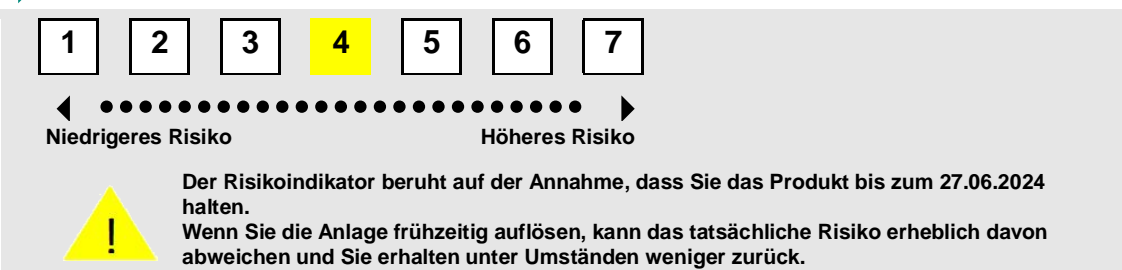 1 2 3 4 5 6 7
Niedrigeres Risiko Höheres Risiko
Der Risikoindikator beruht auf der Annahme, dass Sie das Produkt bis zum 27.06.2024
halten.
Wenn Sie die Anlage frühzeitig auflösen, kann das tatsächliche Risiko erheblich davon
abweichen und Sie erhalten unter Umständen weniger zurück.
!